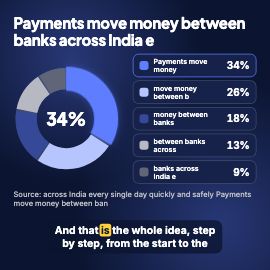 Payments move money between
banks across India e
34%
Payments move
money
34%
move money
between b
26%
money between
banks
18%
between banks
across
13%
banks across
India e
9%
Source: across India every single day quickly and safely Payments
move money between ban
And that is the whole idea, step
by step, from the start to the